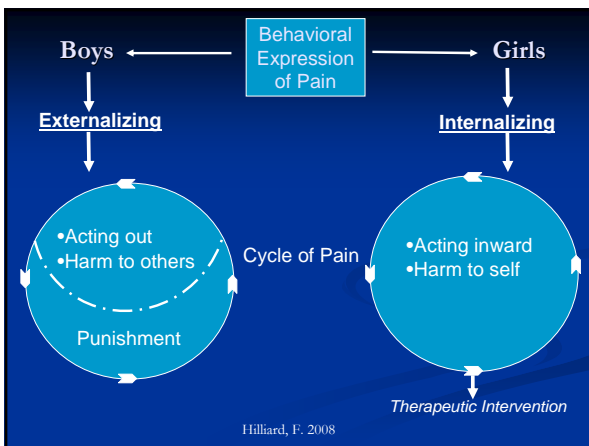 Behavioral
Expression
of Pain
Boys
Girls
Externalizing
Internalizing
•Acting out
•Harm to others
Punishment
Cycle of Pain
•Acting inward
•Harm to self
Therapeutic Intervention
Hilliard, F. 2008